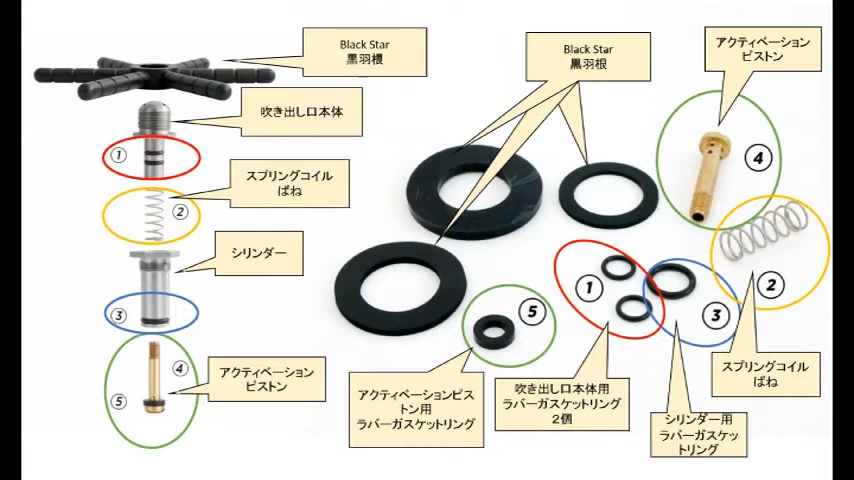 Black Star
黒羽根
吹き出し口本体
①
スプリングコイル
ばね
②
シリンダー
③
④
アクティベーション
ピストン
⑤
Black Star
黒羽根
アクティベーション
ピストン
④
①
②
③
⑤
スプリングコイル
ばね
アクティベーションピス
トン用
ラバーガスケットリング
吹き出し口本体用
ラバーガスケットリング
2個
シリンダー用
ラバーガスケッ
トリング